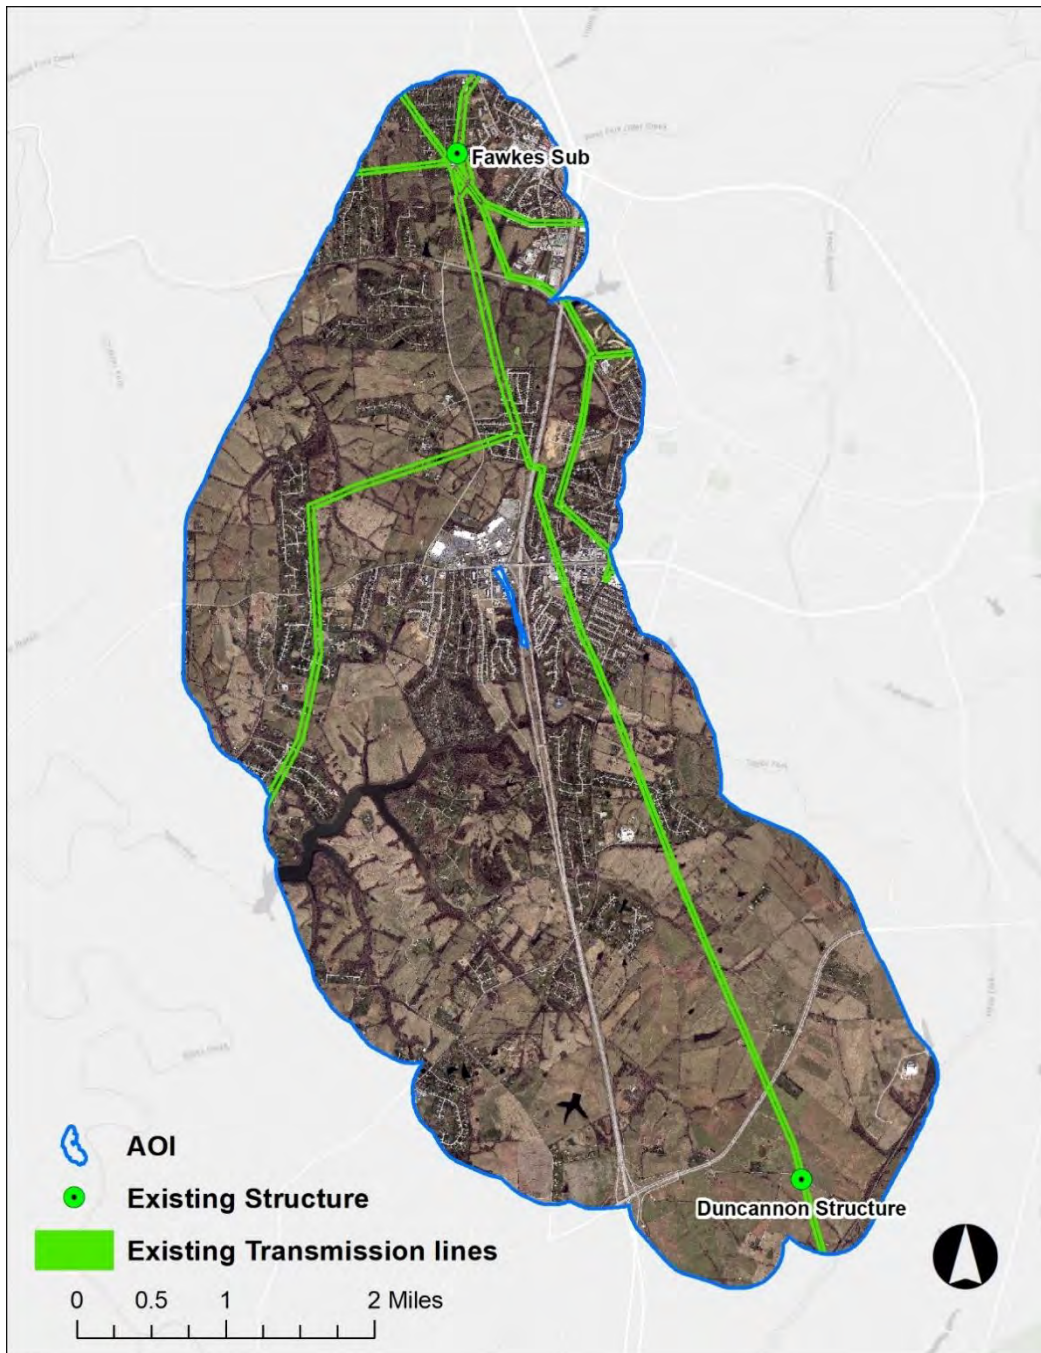 Fawkes Sub
Duncannon Structure
AOI
Existing Structure
Existing Transmission lines
0 0.5 1 2 Miles